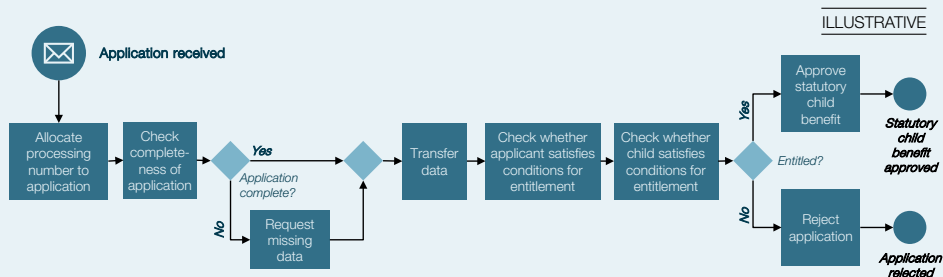 ILLUSTRATIVE
Application received
Allocate
processing
number to
application
Check
complete-
ness of
application
Yes
Application
complete?
No
Request
missing
data
Transfer
data
Check whether
applicant satisfies
conditions for
entitlement
Check whether
child satisfies
conditions for
entitlement
Yes
Entitled?
No
Approve
statutory
child
benefit
Statutory
child
benefit
approved
Reject
application
Application
rejected